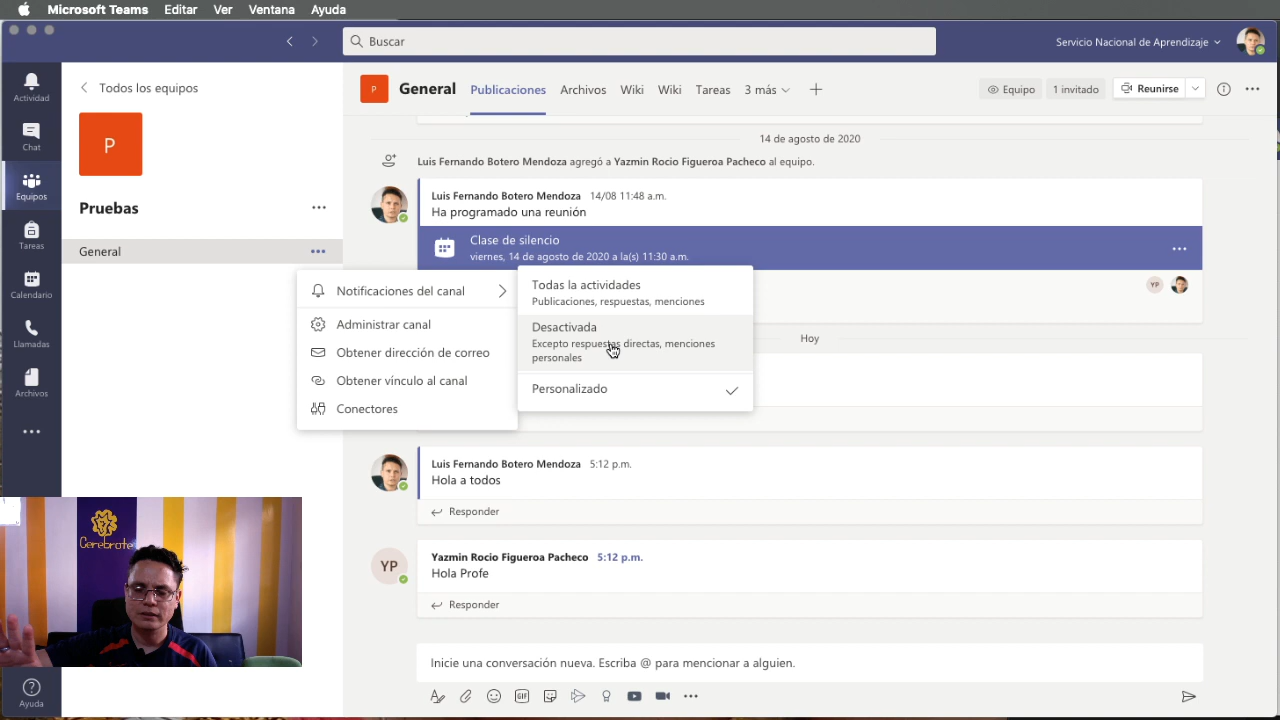 Microsoft Teams Editar Ver Ventana Ayuda
Buscar
Servicio Nacional de Aprendizaje
Actividad
Chat
Equipos
Tareas
Calendario
Llamadas
Archivos
Ayuda
Todos los equipos
P
Pruebas
General
P
General Publicaciones Archivos Wiki Wiki Tareas 3 más
Equipo
1 invitado
Reunirse
14 de agosto de 2020
Luis Fernando Botero Mendoza agregó a Yazmin Rocio Figueroa Pacheco al equipo.
Luis Fernando Botero Mendoza 14/08 11:48 a.m.
Ha programado una reunión
Clase de silencio
viernes, 14 de agosto de 2020 a la(s) 11:30 a.m.
YP
Notificaciones del canal
Administrar canal
Obtener dirección de correo
Obtener vínculo al canal
Conectores
Todas la actividades
Publicaciones, respuestas, menciones
Desactivada
Excepto respuestas directas, menciones
personales
Personalizado
Hoy
Luis Fernando Botero Mendoza 5:12 p.m.
Hola a todos
Responder
YP
Yazmin Rocio Figueroa Pacheco 5:12 p.m.
Hola Profe
Responder
Inicie una conversación nueva. Escriba @ para mencionar a alguien.
GIF
Cerebrate